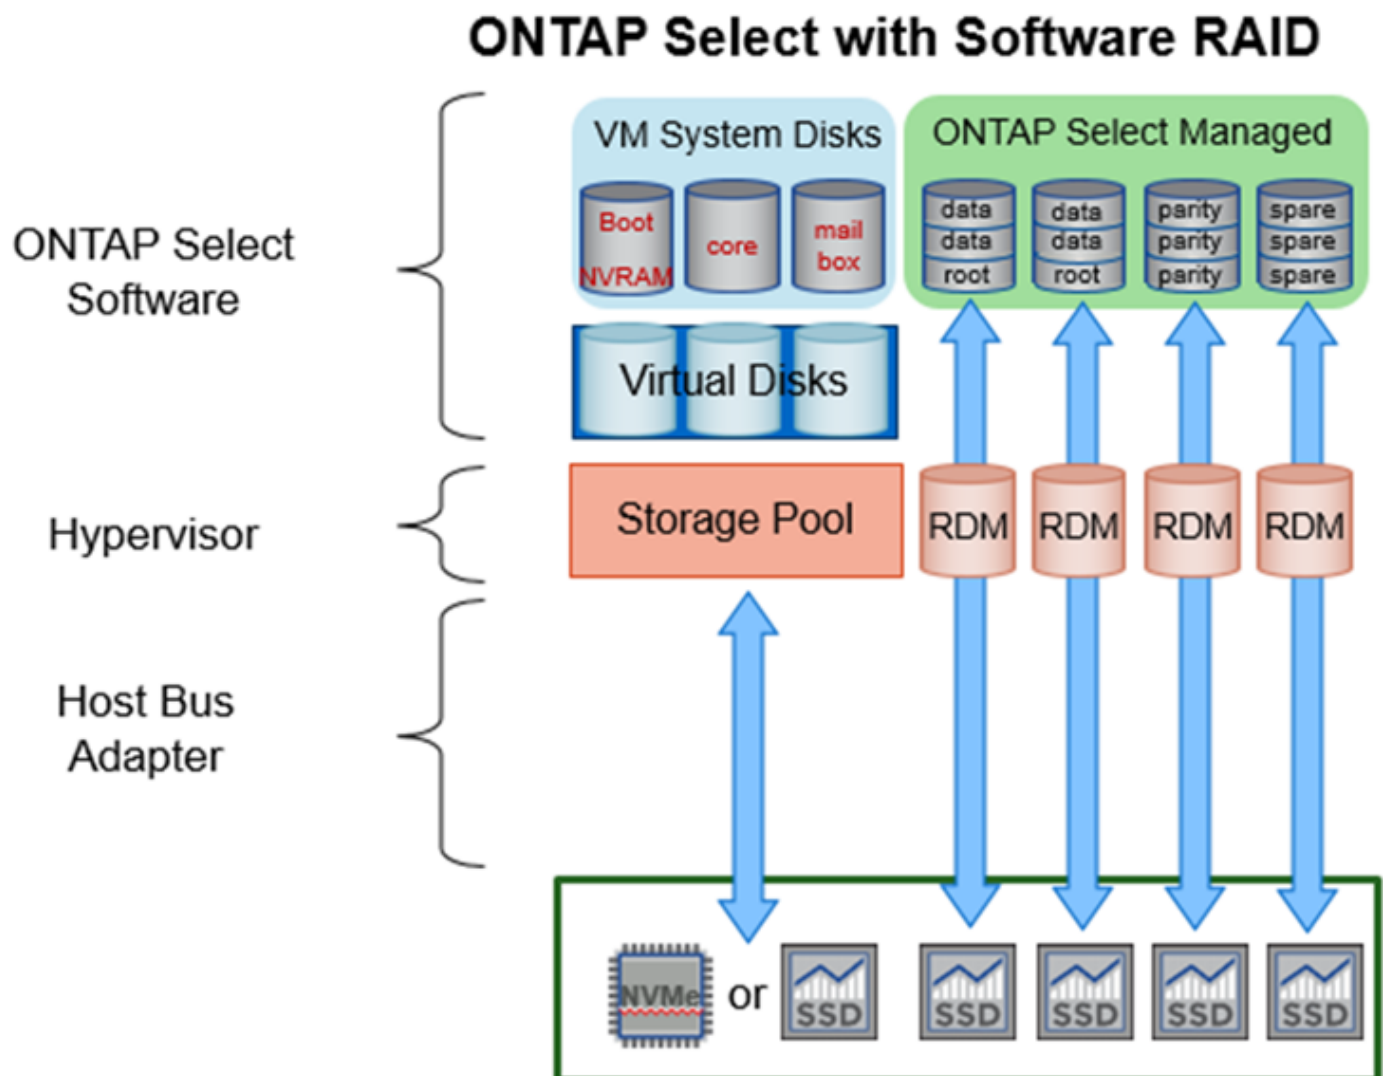 ONTAP Select with Software RAID
ONTAP Select
Software
VM System Disks
Boot
NVRAM
core
mail
box
ONTAP Select Managed
data
data
root
data
data
root
parity
parity
parity
spare
spare
spare
Virtual Disks
Hypervisor
Storage Pool
RDM
RDM
RDM
RDM
Host Bus
Adapter
NVMe
or
SSD
SSD
SSD
SSD
SSD